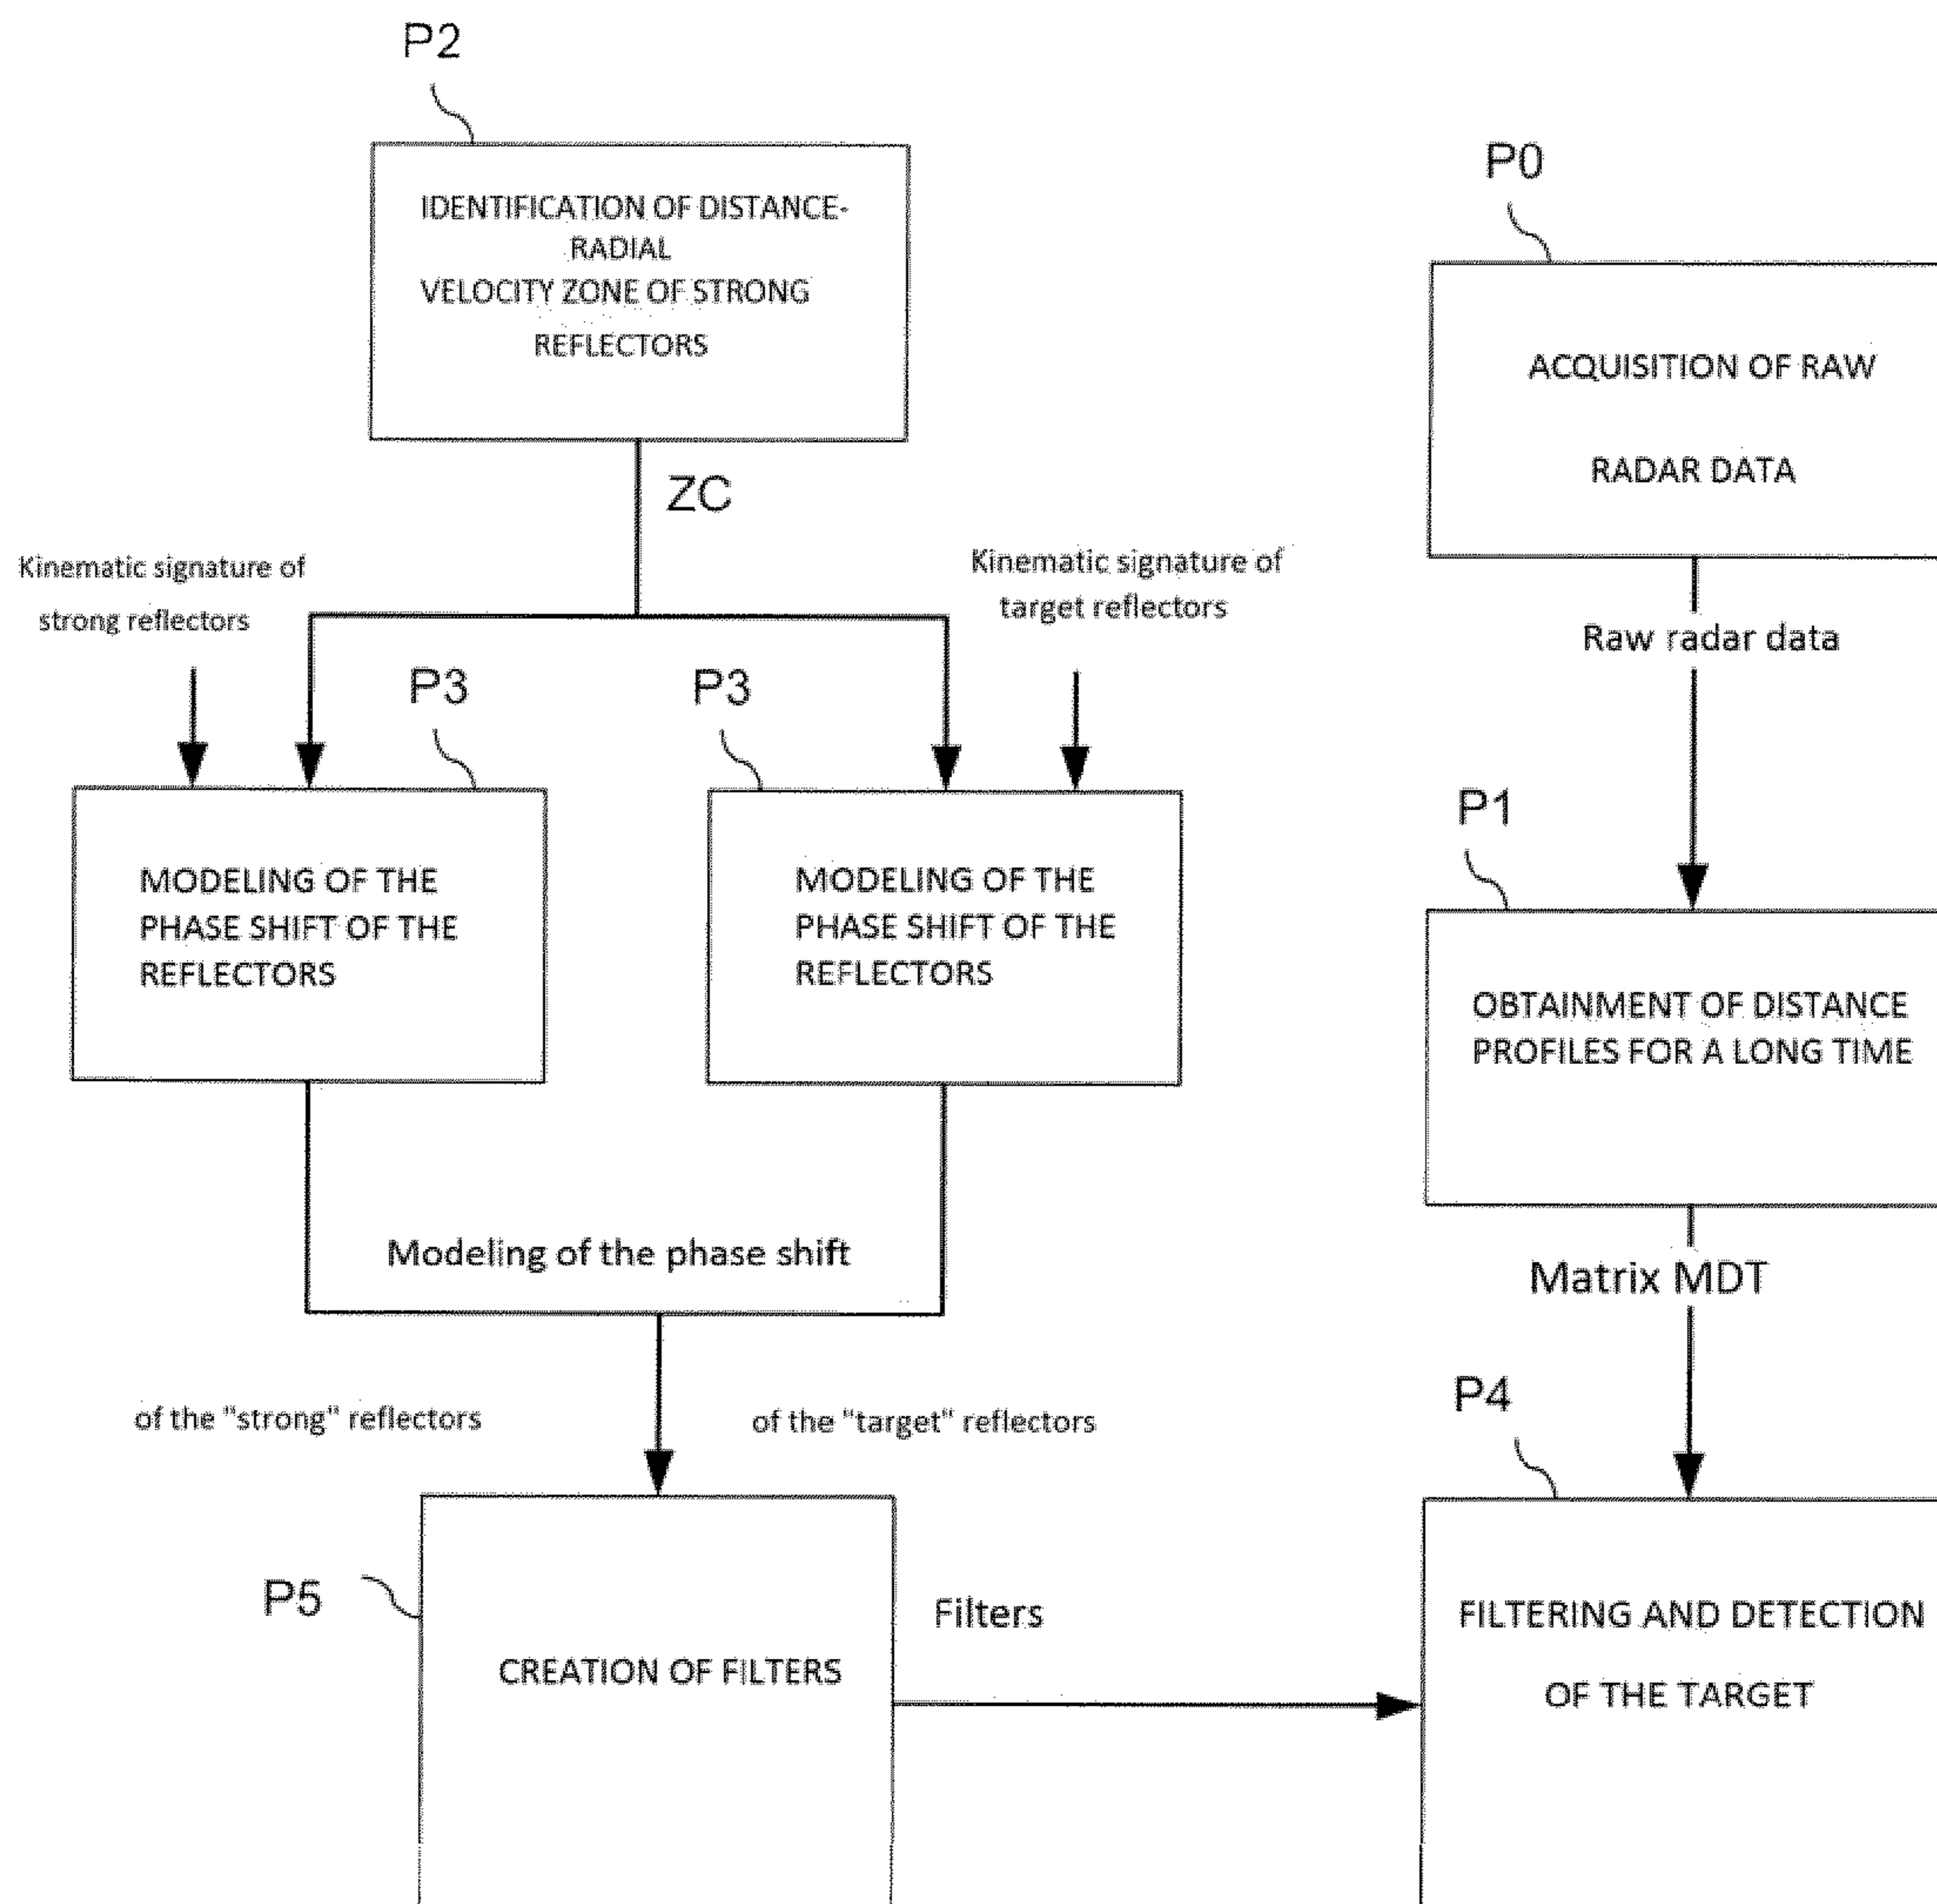 P2
IDENTIFICATION OF DISTANCE-
RADIAL
VELOCITY ZONE OF STRONG
REFLECTORS
P0
ACQUISITION OF RAW
RADAR DATA
ZC
Kinematic signature of
strong reflectors
Kinematic signature of
target reflectors
Raw radar data
P3
P3
MODELING OF THE
PHASE SHIFT OF THE
REFLECTORS
MODELING OF THE
PHASE SHIFT OF THE
REFLECTORS
P1
OBTAINMENT OF DISTANCE
PROFILES FOR A LONG TIME
Modeling of the phase shift
Matrix MDT
of the "strong" reflectors
of the "target" reflectors
P4
P5
CREATION OF FILTERS
Filters
FILTERING AND DETECTION
OF THE TARGET